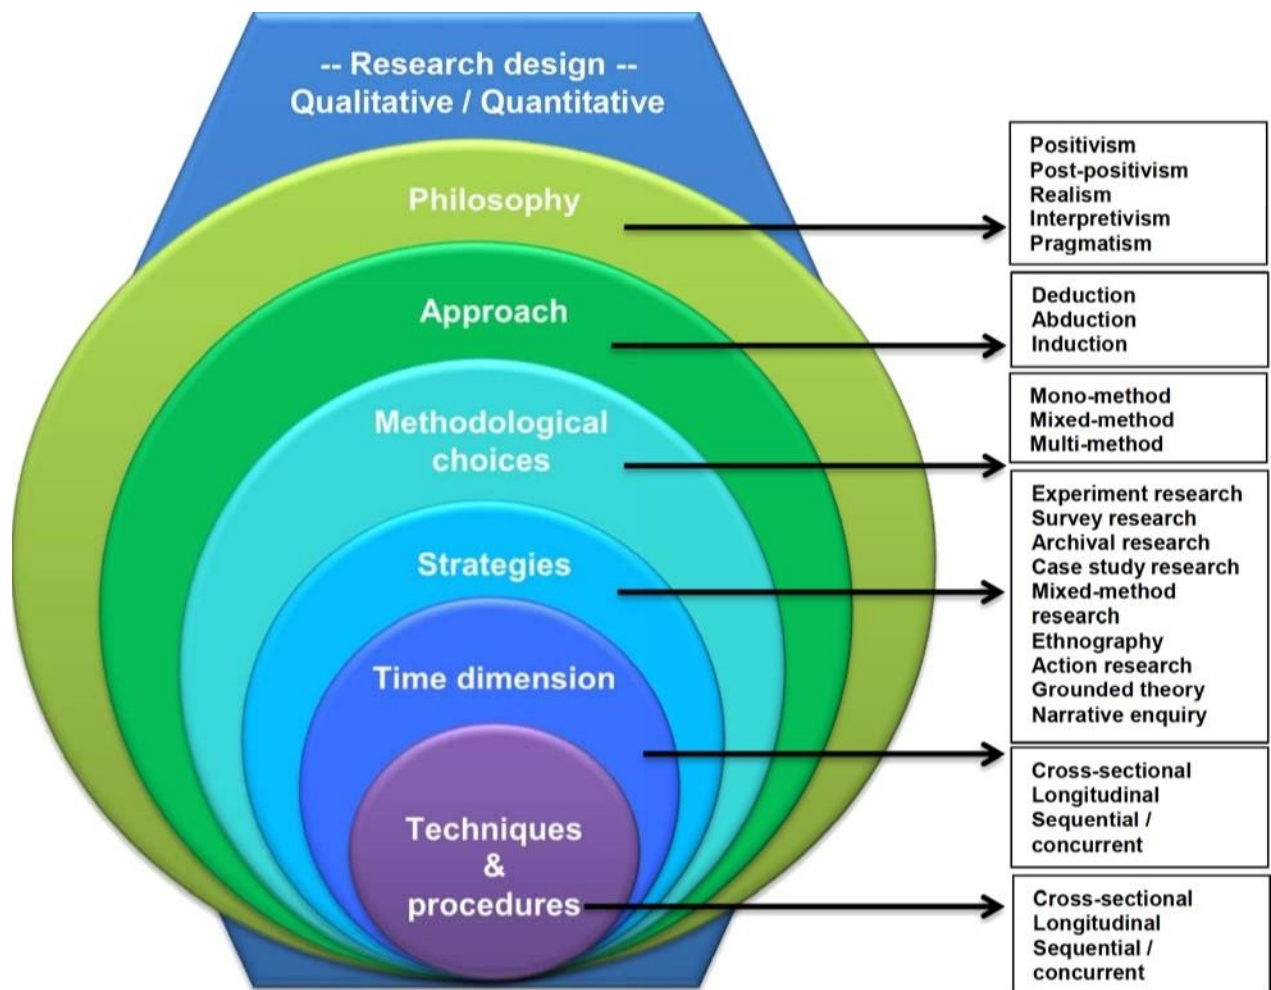 -- Research design --
Qualitative / Quantitative
Philosophy
Positivism
Post-positivism
Realism
Interpretivism
Pragmatism
Approach
Deduction
Abduction
Induction
Methodological
choices
Mono-method
Mixed-method
Multi-method
Strategies
Experiment research
Survey research
Archival research
Case study research
Mixed-method
research
Ethnography
Action research
Grounded theory
Narrative enquiry
Time dimension
Cross-sectional
Longitudinal
Sequential /
concurrent
Techniques
&
procedures
Cross-sectional
Longitudinal
Sequential /
concurrent